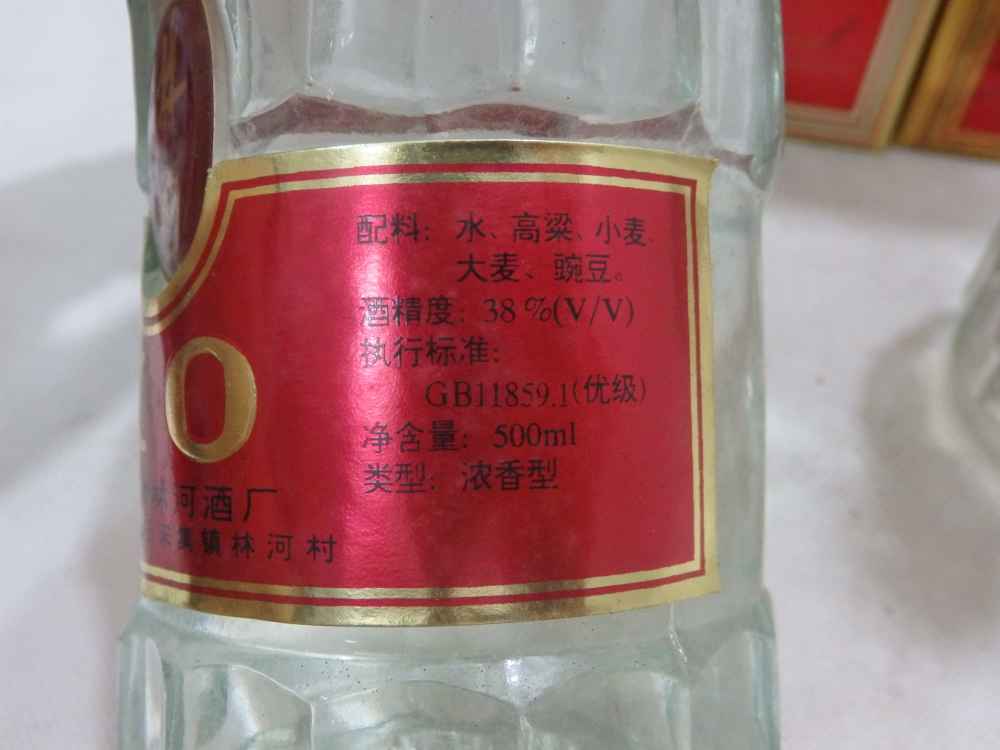 配料：水、高粱、小麦、
大麦、豌豆。
酒精度：38%(V/V)
执行标准：
GB11859.1(优级)
净含量：500ml
类型：浓香型
O
林河酒厂
镇林河村